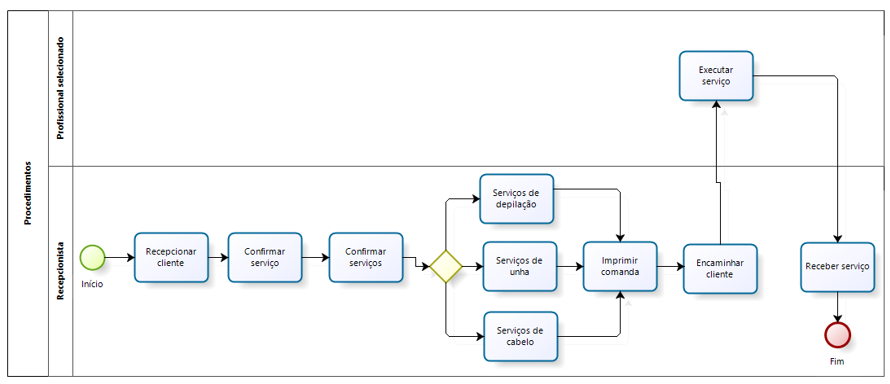 Procedimentos
Profissional selecionado
Executar
serviço
Recepcionista
Início
Recepcionar
cliente
Confirmar
serviço
Confirmar
serviços
Serviços de
depilação
Serviços de
unha
Serviços de
cabelo
Imprimir
comanda
Encaminhar
cliente
Receber serviço
Fim